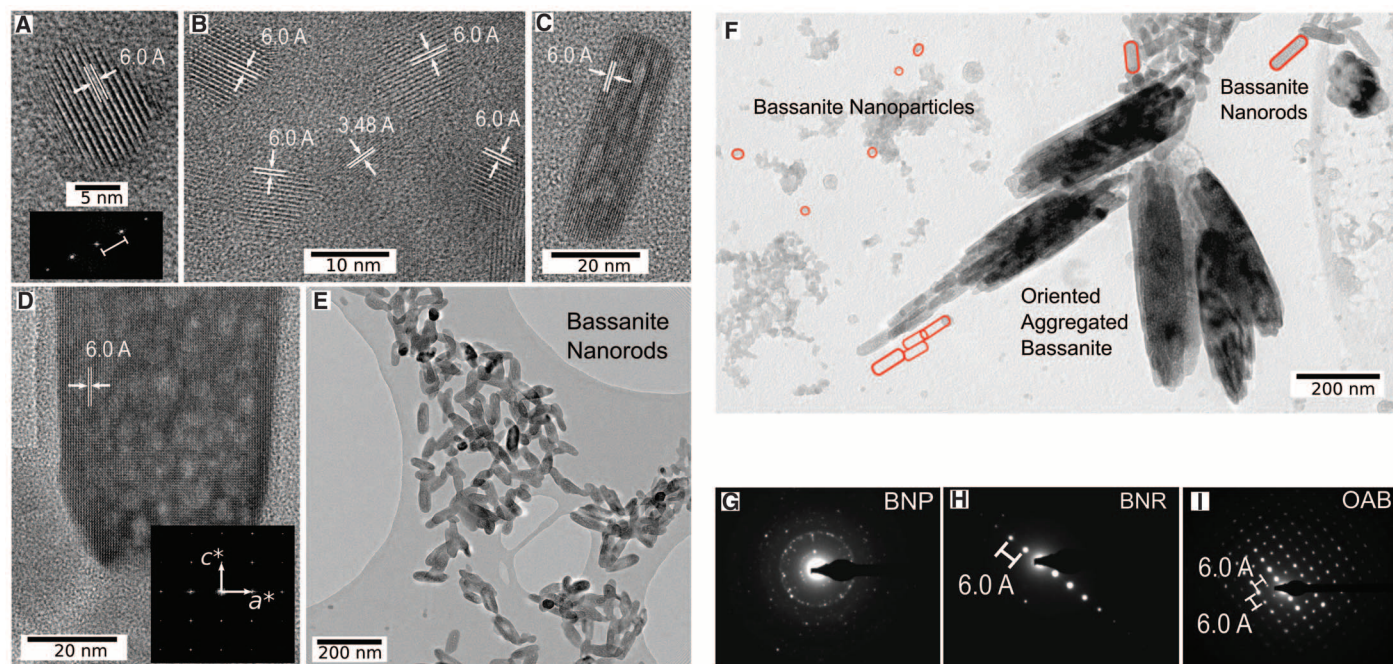 A
6.0 A
5 nm
B
6.0 A
6.0 A
6.0 A
3.48 A
6.0 A
10 nm
C
6.0 A
20 nm
D
6.0 A
c*
a*
20 nm
E
Bassanite
Nanorods
200 nm
F
Bassanite Nanoparticles
Bassanite
Nanorods
Oriented
Aggregated
Bassanite
200 nm
G
BNP
H
BNR
6.0 A
I
OAB
6.0 A
6.0 A